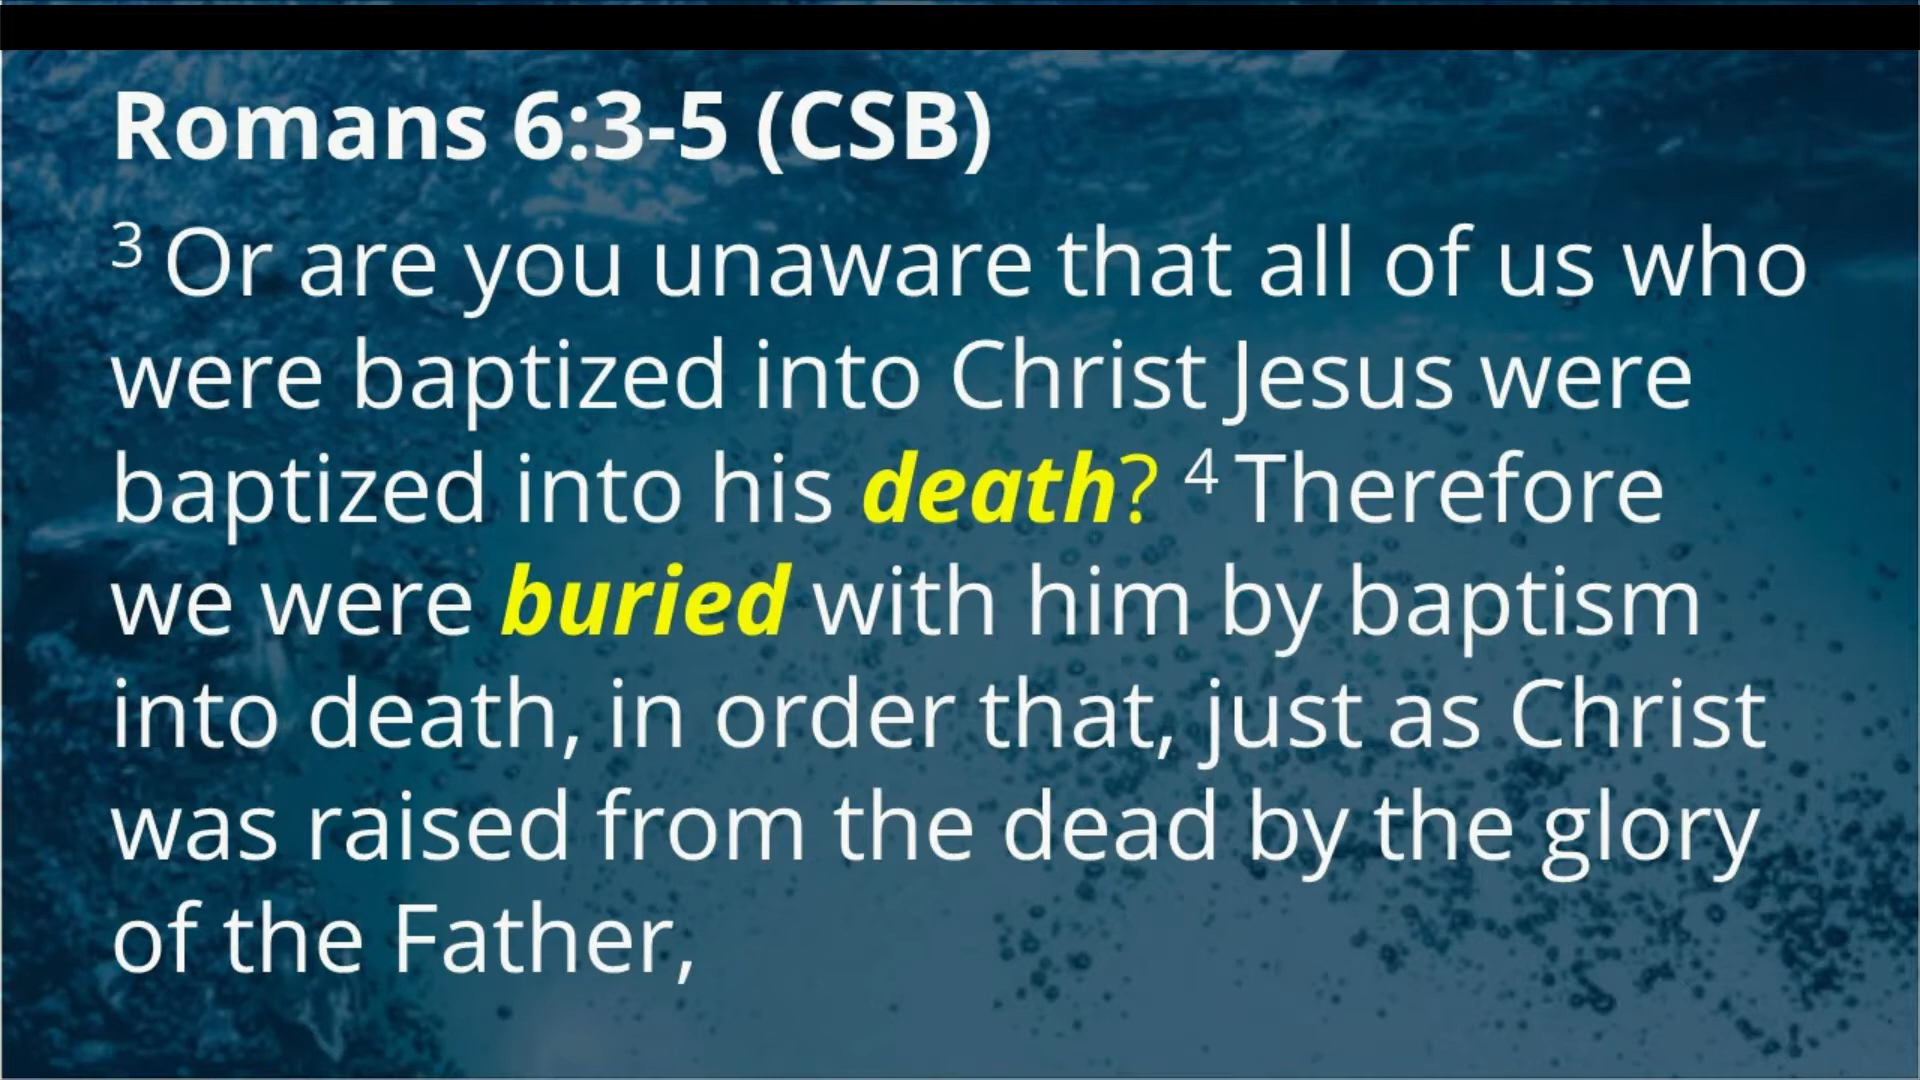 Romans 6:3-5 (CSB)
3 Or are you unaware that all of us who
were baptized into Christ Jesus were
baptized into his death? 4 Therefore
we were buried with him by baptism
into death, in order that, just as Christ
was raised from the dead by the glory
of the Father,